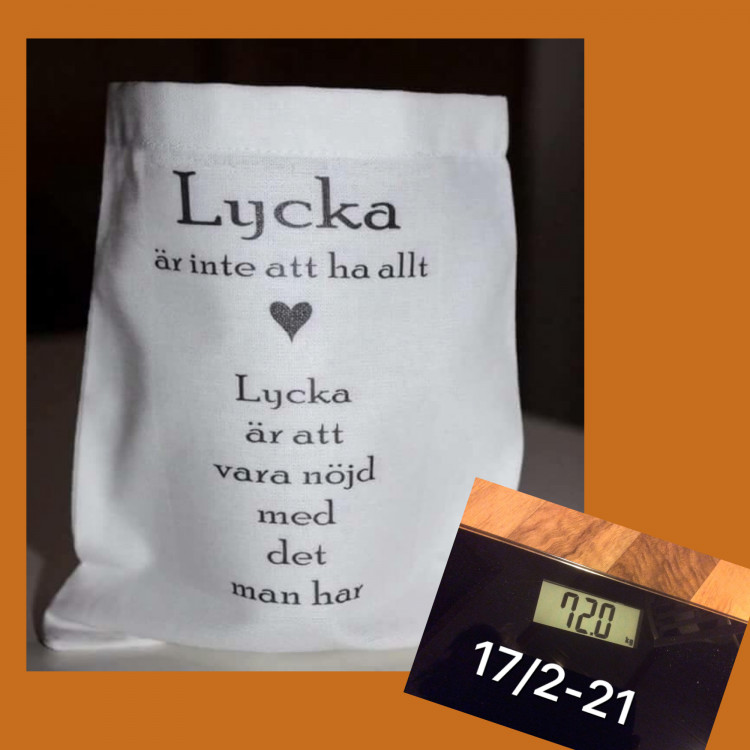 Lycka
är inte att ha allt
Lycka
är att
vara nöjd
med
det
man har
72.0
kg
17/2-21